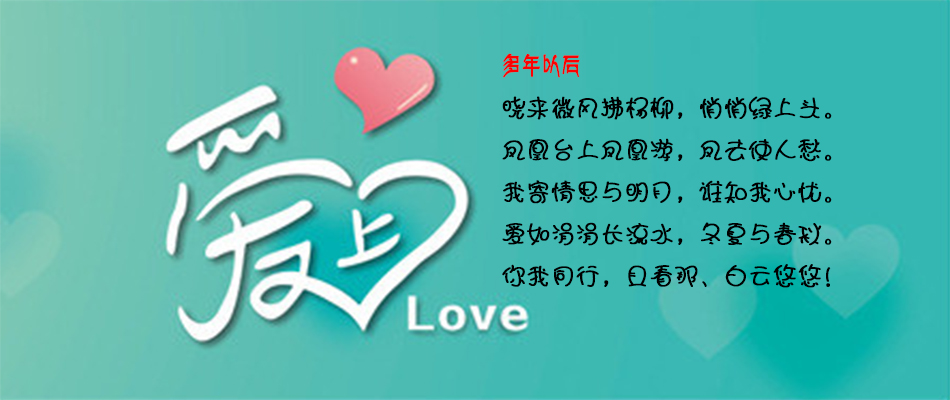 爱上
Love
多年以后
晓来微风拂杨柳，悄悄绿上头。
凤凰台上凤凰游，凤去使人愁。
我寄情思与明月，谁知我心忧。
爱如涓涓长流水，冬夏与春秋。
你我同行，且看那、白云悠悠！